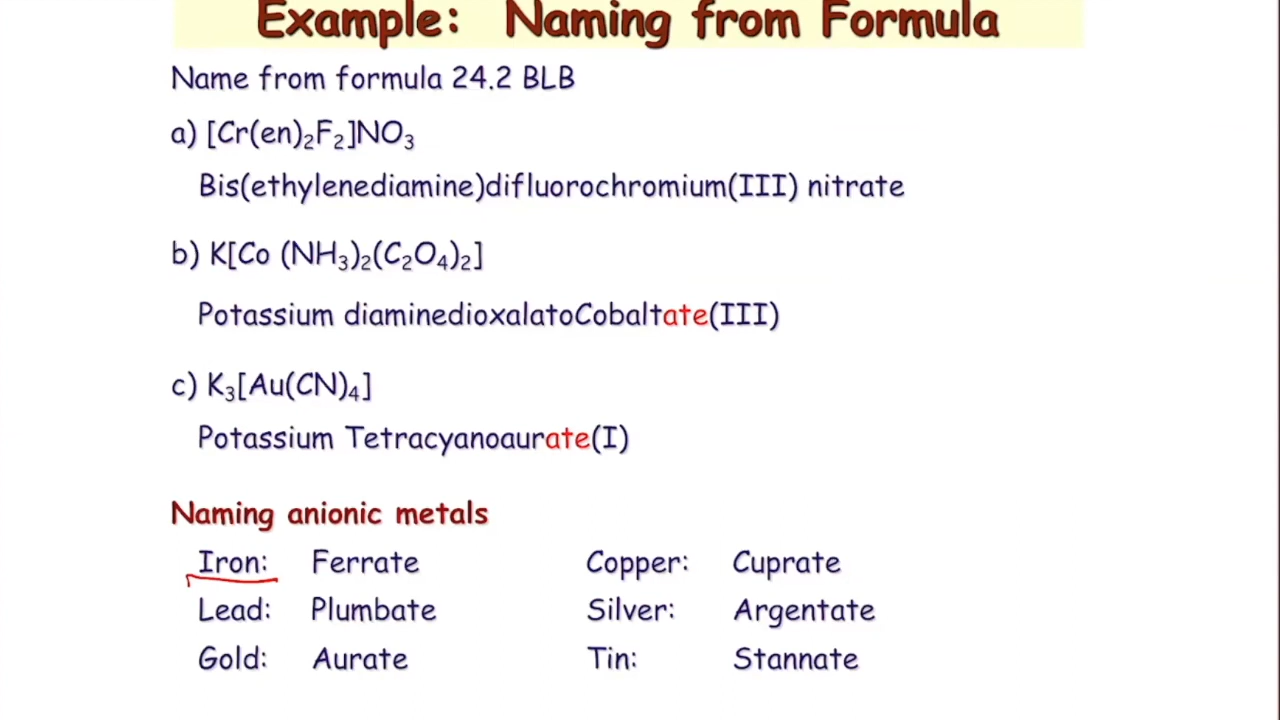 Example: Naming from Formula
Name from formula 24.2 BLB
a) [Cr(en)₂F₂]NO₃
Bis(ethylenediamine)difluorochromium(III) nitrate
b) K[Co (NH₃)₂(C₂O₄)₂]
Potassium diaminedioxalatoCobaltate(III)
c) K₃[Au(CN)₄]
Potassium Tetracyanoaurate(I)
Naming anionic metals
Iron: Ferrate Copper: Cuprate
Lead: Plumbate Silver: Argentate
Gold: Aurate Tin: Stannate